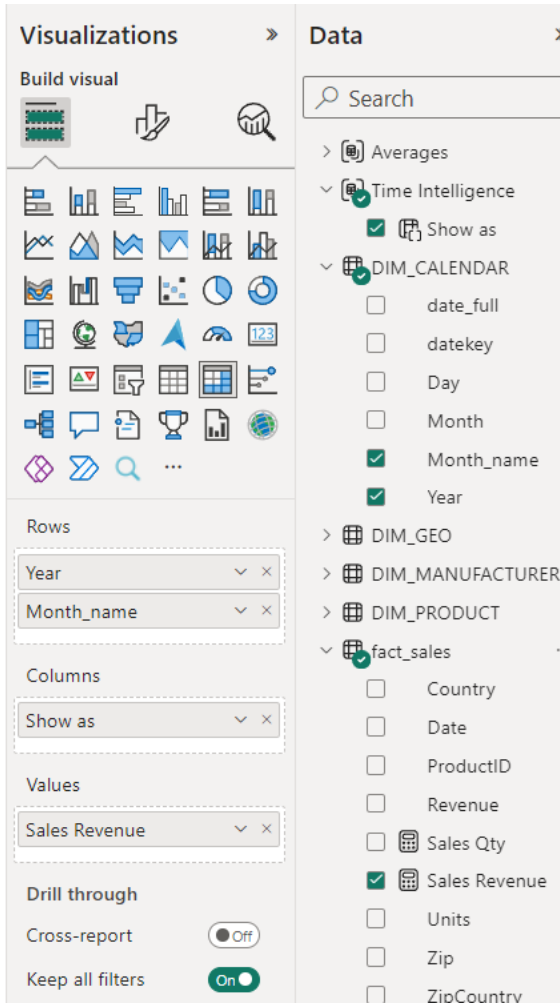 Visualizations
Build visual
123
Rows
Year
Month_name
Columns
Show as
Values
Sales Revenue
Drill through
Cross-report
Off
Keep all filters
On
Data
Search
Averages
Time Intelligence
Show as
DIM_CALENDAR
date_full
datekey
Day
Month
Month_name
Year
DIM_GEO
DIM_MANUFACTURER
DIM_PRODUCT
fact_sales
Country
Date
ProductID
Revenue
Sales Qty
Sales Revenue
Units
Zip
ZipCountry